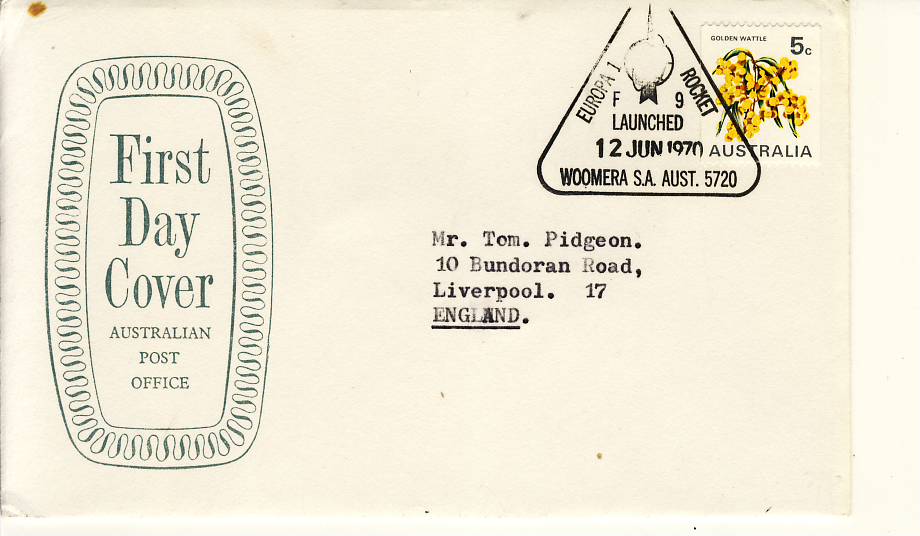 First
Day
Cover
AUSTRALIAN
POST
OFFICE
EUROPA 1 ROCKET
F 9
LAUNCHED
12 JUN 1970
WOOMERA S.A. AUST. 5720
GOLDEN WATTLE 5c
AUSTRALIA
Mr. Tom. Pidgeon.
10 Bundoran Road,
Liverpool. 17
ENGLAND.